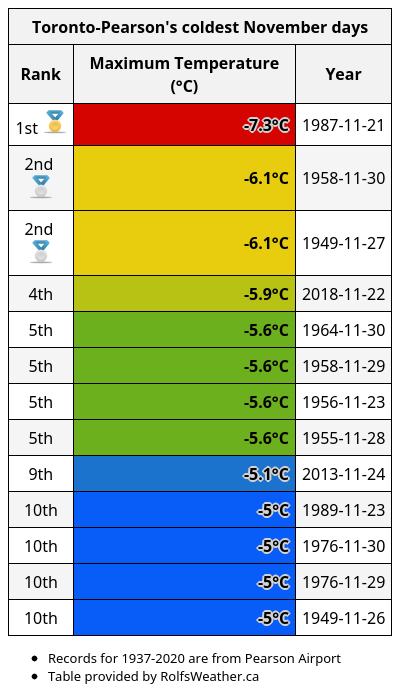 Toronto-Pearson's coldest November days
Rank Maximum Temperature (°C) Year
1st -7.3°C 1987-11-21
2nd -6.1°C 1958-11-30
2nd -6.1°C 1949-11-27
4th -5.9°C 2018-11-22
5th -5.6°C 1964-11-30
5th -5.6°C 1958-11-29
5th -5.6°C 1956-11-23
5th -5.6°C 1955-11-28
9th -5.1°C 2013-11-24
10th -5°C 1989-11-23
10th -5°C 1976-11-30
10th -5°C 1976-11-29
10th -5°C 1949-11-26
• Records for 1937-2020 are from Pearson Airport
• Table provided by RolfsWeather.ca